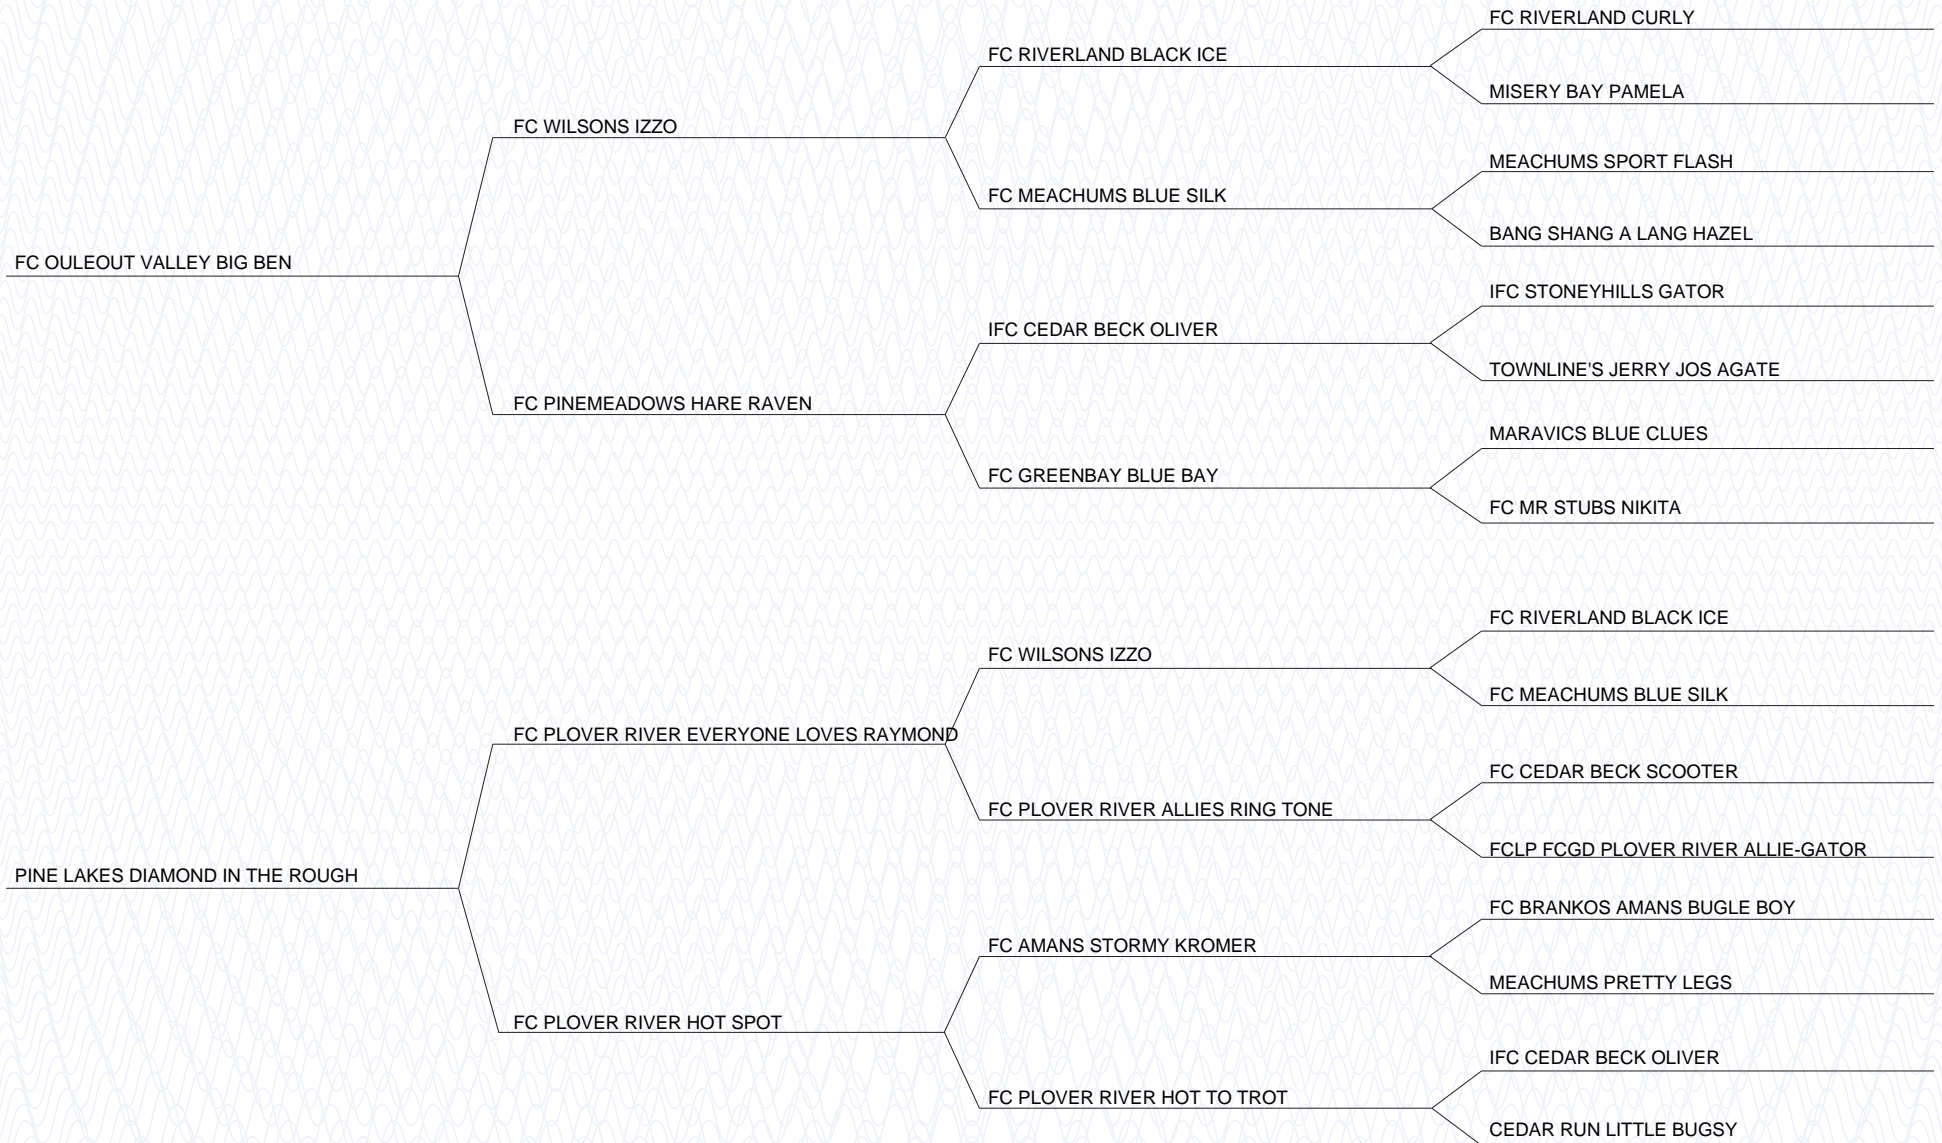 FC RIVERLAND CURLY
FC RIVERLAND BLACK ICE
MISERY BAY PAMELA
FC WILSONS IZZO
MEACHUMS SPORT FLASH
FC MEACHUMS BLUE SILK
BANG SHANG A LANG HAZEL
FC OULEOUT VALLEY BIG BEN
IFC STONEYHILLS GATOR
IFC CEDAR BECK OLIVER
TOWNLINE'S JERRY JOS AGATE
FC PINEMEADOWS HARE RAVEN
MARAVICS BLUE CLUES
FC GREENBAY BLUE BAY
FC MR STUBS NIKITA
FC RIVERLAND BLACK ICE
FC WILSONS IZZO
FC MEACHUMS BLUE SILK
FC PLOVER RIVER EVERYONE LOVES RAYMOND
FC CEDAR BECK SCOOTER
FC PLOVER RIVER ALLIES RING TONE
FCLP FCGD PLOVER RIVER ALLIE-GATOR
PINE LAKES DIAMOND IN THE ROUGH
FC BRANKOS AMANS BUGLE BOY
FC AMANS STORMY KROMER
MEACHUMS PRETTY LEGS
FC PLOVER RIVER HOT SPOT
IFC CEDAR BECK OLIVER
FC PLOVER RIVER HOT TO TROT
CEDAR RUN LITTLE BUGSY